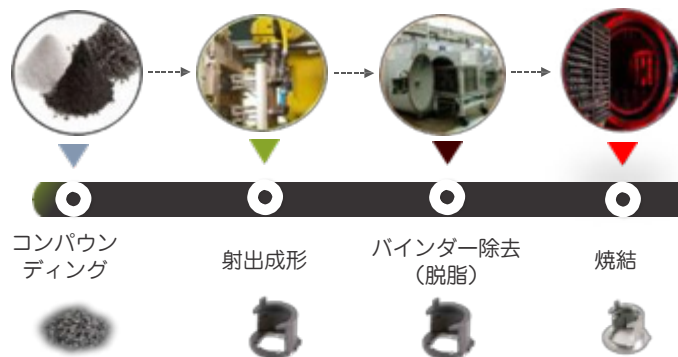 コンパウン
ディング
射出成形
バインダー除去
（脱脂）
焼結